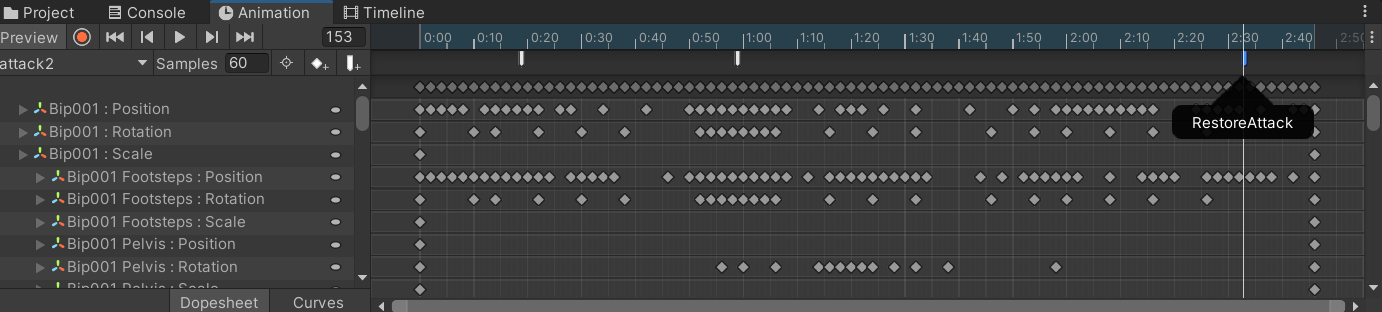 Project Console Animation Timeline
Preview 153 0:00 0:10 0:20 0:30 0:40 0:50 1:00 1:10 1:20 1:30 1:40 1:50 2:00 2:10 2:20 2:30 2:40 2:50
attack2 Samples 60
Bip001 : Position
Bip001 : Rotation
RestoreAttack
Bip001 : Scale
Bip001 Footsteps : Position
Bip001 Footsteps : Rotation
Bip001 Footsteps : Scale
Bip001 Pelvis : Position
Bip001 Pelvis : Rotation
Bip001 Pelvis : Scale
Dopesheet Curves